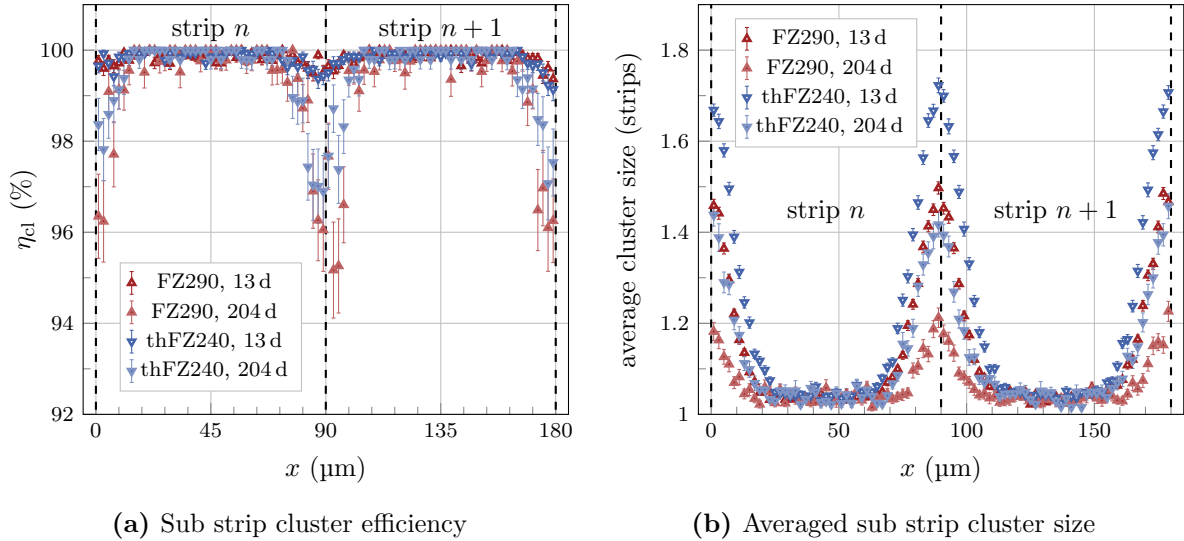 strip n
strip n + 1
100
98
96
94
92
η_cl (%)
FZ290, 13 d
FZ290, 204 d
thFZ240, 13 d
thFZ240, 204 d
0
45
90
135
180
x (µm)
(a) Sub strip cluster efficiency
1.8
1.6
1.4
1.2
1
average cluster size (strips)
FZ290, 13 d
FZ290, 204 d
thFZ240, 13 d
thFZ240, 204 d
strip n
strip n + 1
0
50
100
150
x (µm)
(b) Averaged sub strip cluster size